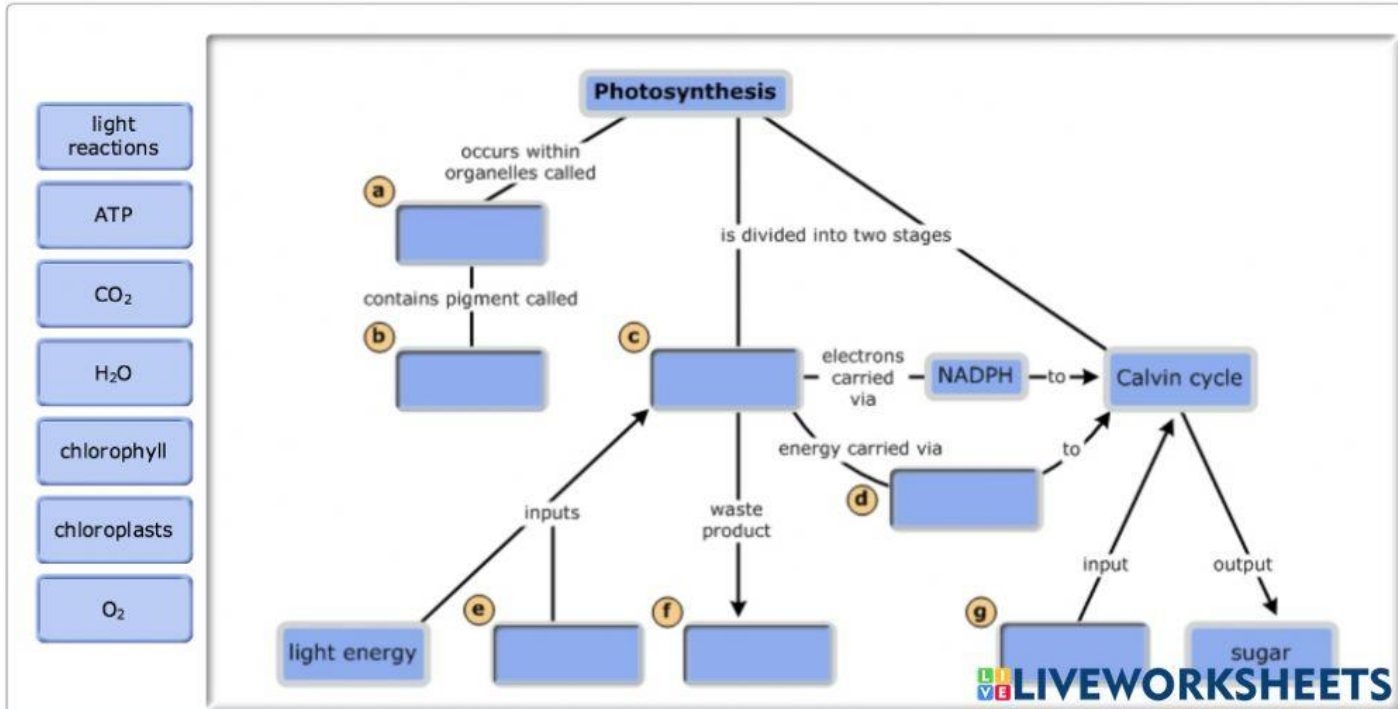 light
reactions
ATP
CO₂
H₂O
chlorophyll
chloroplasts
O₂
Photosynthesis
occurs within
organelles called
a
is divided into two stages
contains pigment called
b
c
electrons
carried
via
NADPH
to
Calvin cycle
energy carried via
to
d
inputs
waste
product
input
output
e
f
g
light energy
sugar
LIVE LIVEWORKSHEETS